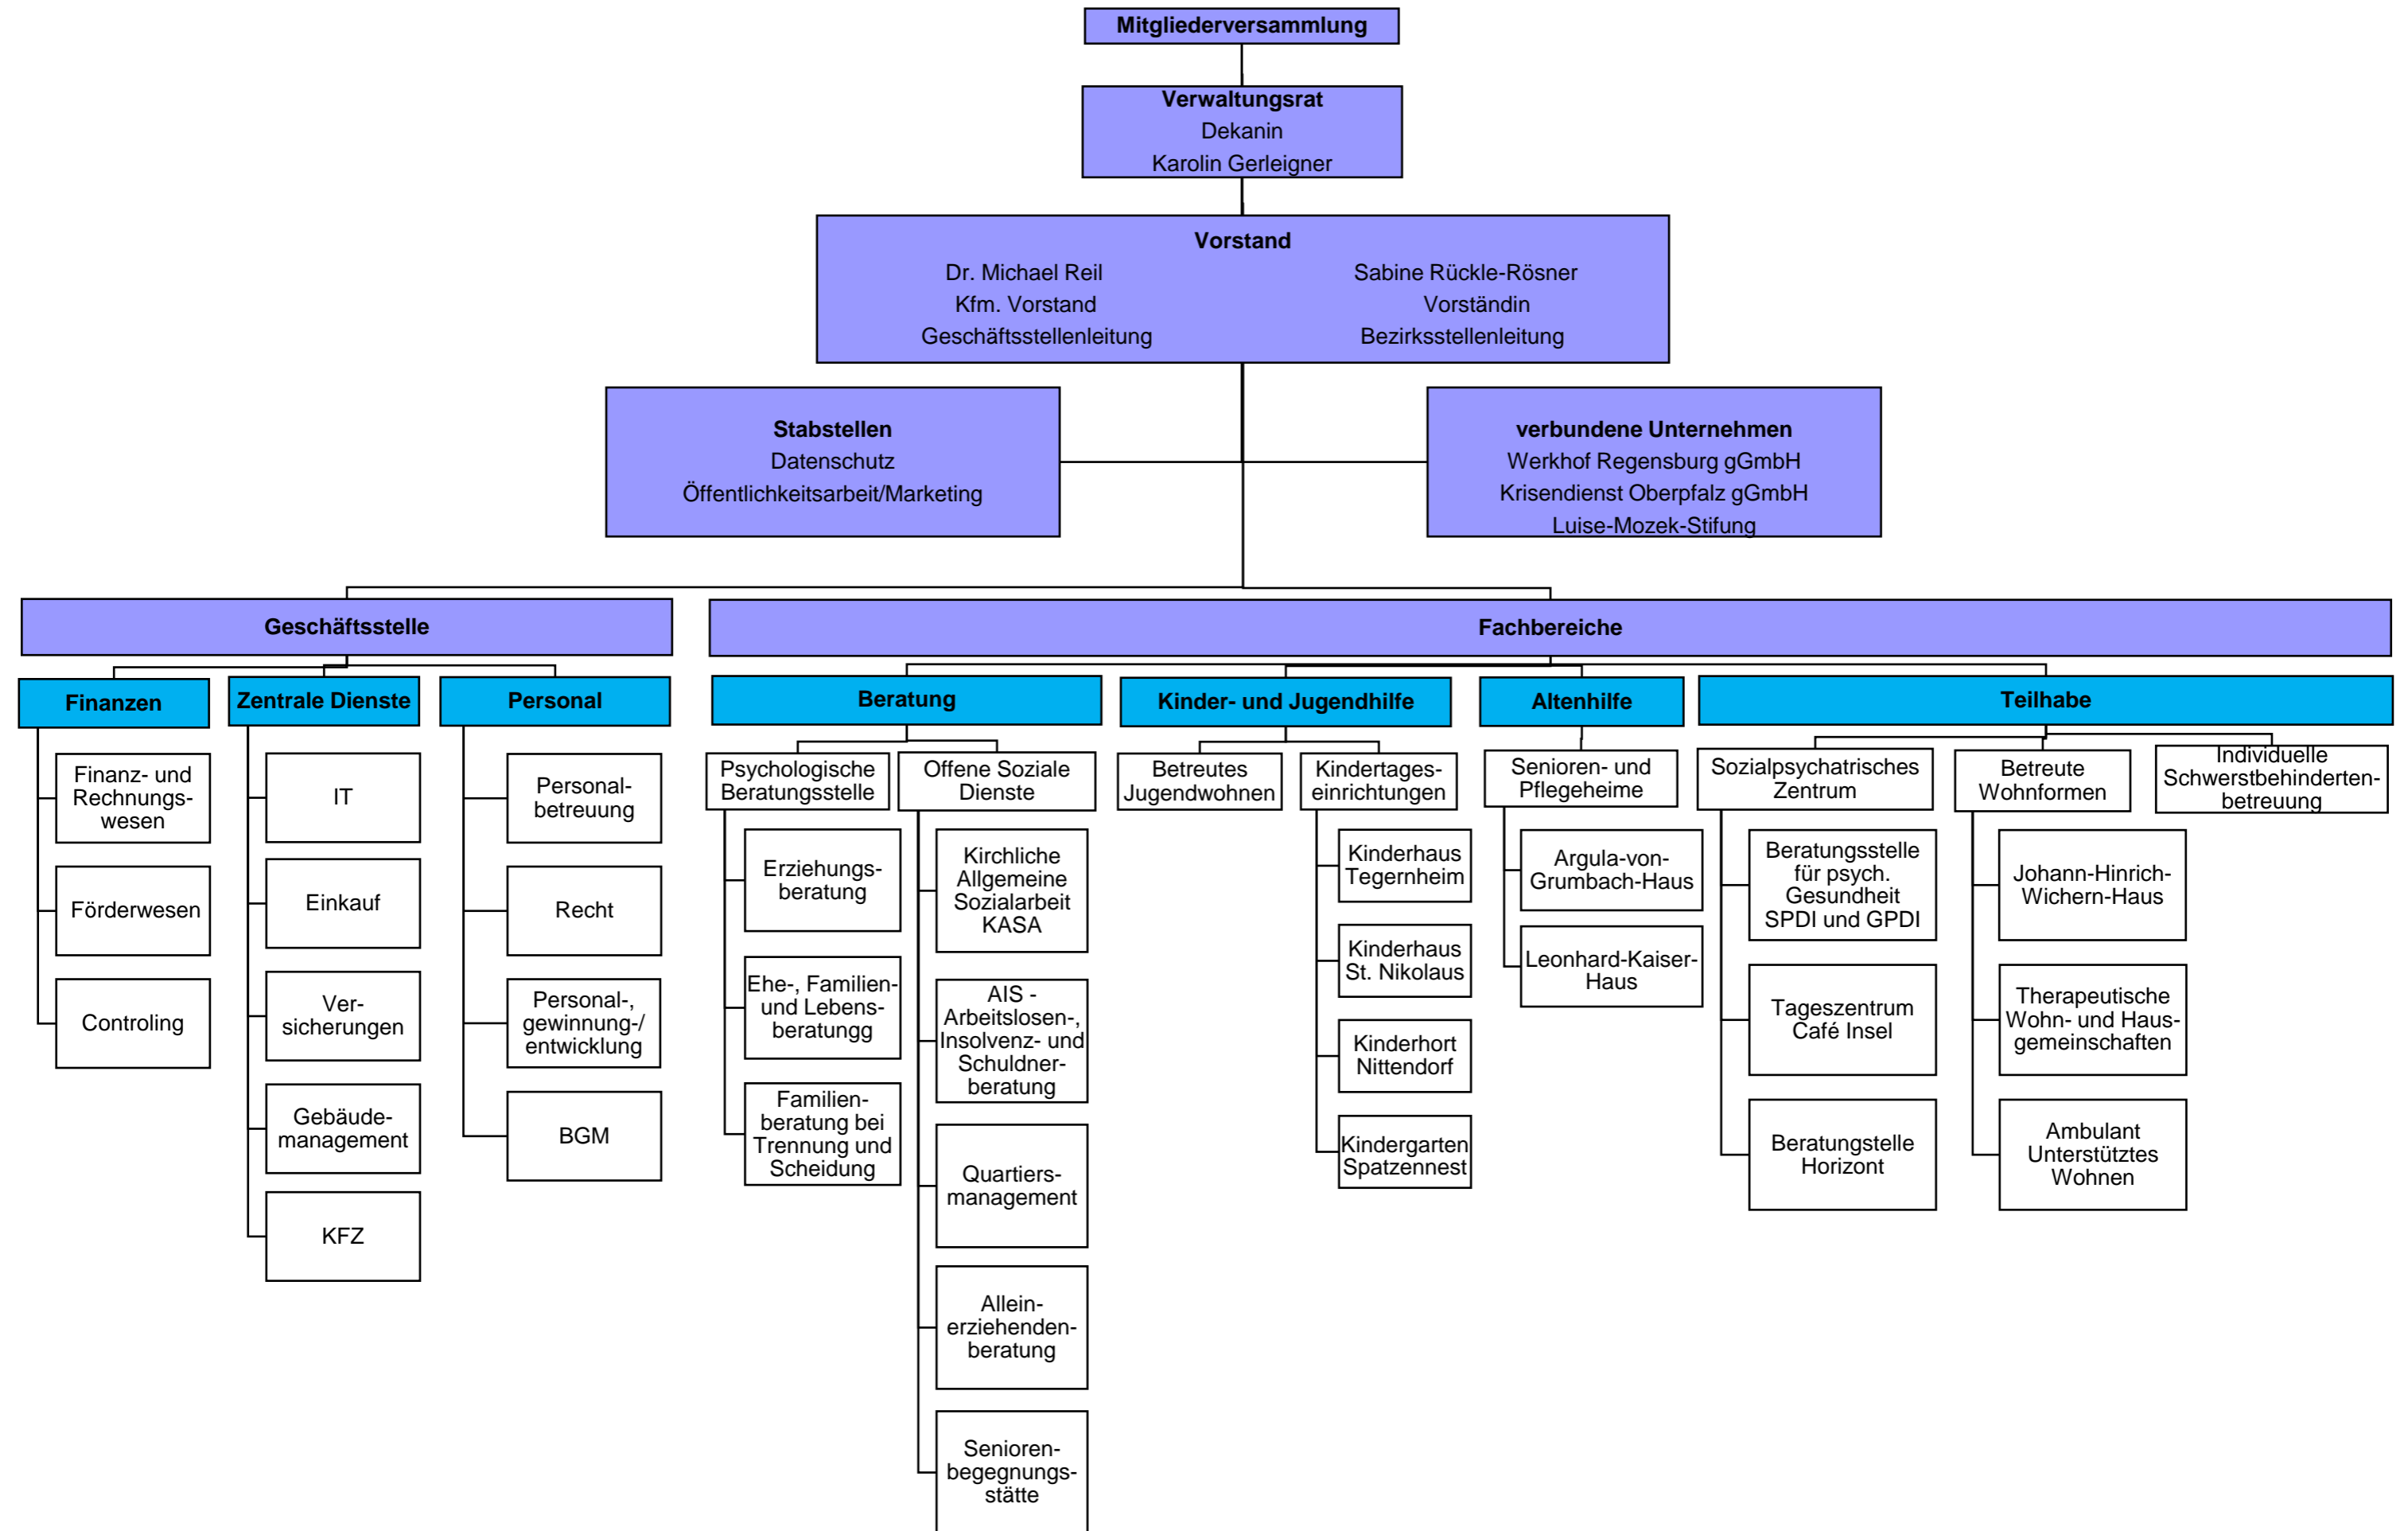 Mitgliederversammlung
Verwaltungsrat
Dekanin
Karolin Gerleigner
Vorstand
Dr. Michael Reil
Kfm. Vorstand
Geschäftsstellenleitung
Sabine Rückle-Rösner
Vorständin
Bezirksstellenleitung
Stabstellen
Datenschutz
Öffentlichkeitsarbeit/Marketing
verbundene Unternehmen
Werkhof Regensburg gGmbH
Krisendienst Oberpfalz gGmbH
Luise-Mozek-Stifung
Geschäftsstelle
Fachbereiche
Finanzen
Finanz- und
Rechnungs-
wesen
Förderwesen
Controling
Zentrale Dienste
IT
Einkauf
Ver-
sicherungen
Gebäude-
management
KFZ
Personal
Personal-
betreuung
Recht
Personal-,
gewinnung-/
entwicklung
BGM
Beratung
Psychologische
Beratungsstelle
Erziehungs-
beratung
Ehe-, Familien-
und Lebens-
beratungg
Familien-
beratung bei
Trennung und
Scheidung
Offene Soziale
Dienste
Kirchliche
Allgemeine
Sozialarbeit
KASA
AIS -
Arbeitslosen-,
Insolvenz- und
Schuldner-
beratung
Quartiers-
management
Allein-
erziehenden-
beratung
Senioren-
begegnungs-
stätte
Kinder- und Jugendhilfe
Betreutes
Jugendwohnen
Kindertages-
einrichtungen
Kinderhaus
Tegernheim
Kinderhaus
St. Nikolaus
Kinderhort
Nittendorf
Kindergarten
Spatzennest
Altenhilfe
Senioren- und
Pflegeheime
Argula-von-
Grumbach-Haus
Leonhard-Kaiser-
Haus
Teilhabe
Sozialpsychatrisches
Zentrum
Beratungsstelle
für psych.
Gesundheit
SPDI und GPDI
Tageszentrum
Café Insel
Beratungstelle
Horizont
Betreute
Wohnformen
Johann-Hinrich-
Wichern-Haus
Therapeutische
Wohn- und Haus-
gemeinschaften
Ambulant
Unterstütztes
Wohnen
Individuelle
Schwerstbehinderten-
betreuung